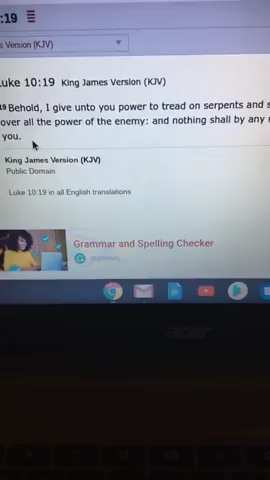 :19
s Version (KJV)
Luke 10:19 King James Version (KJV)
19 Behold, I give unto you power to tread on serpents and s
over all the power of the enemy: and nothing shall by any
you.
King James Version (KJV)
Public Domain
Luke 10:19 in all English translations
Grammar and Spelling Checker
acer